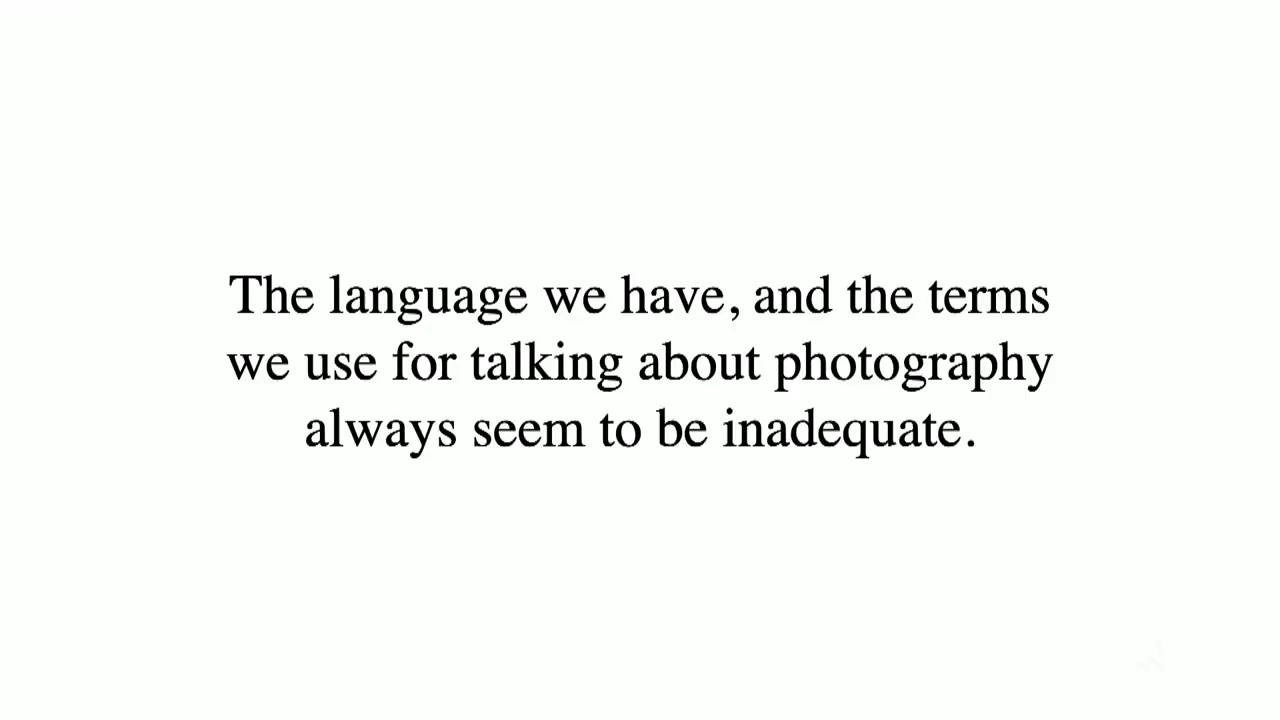 The language we have, and the terms
we use for talking about photography
always seem to be inadequate.